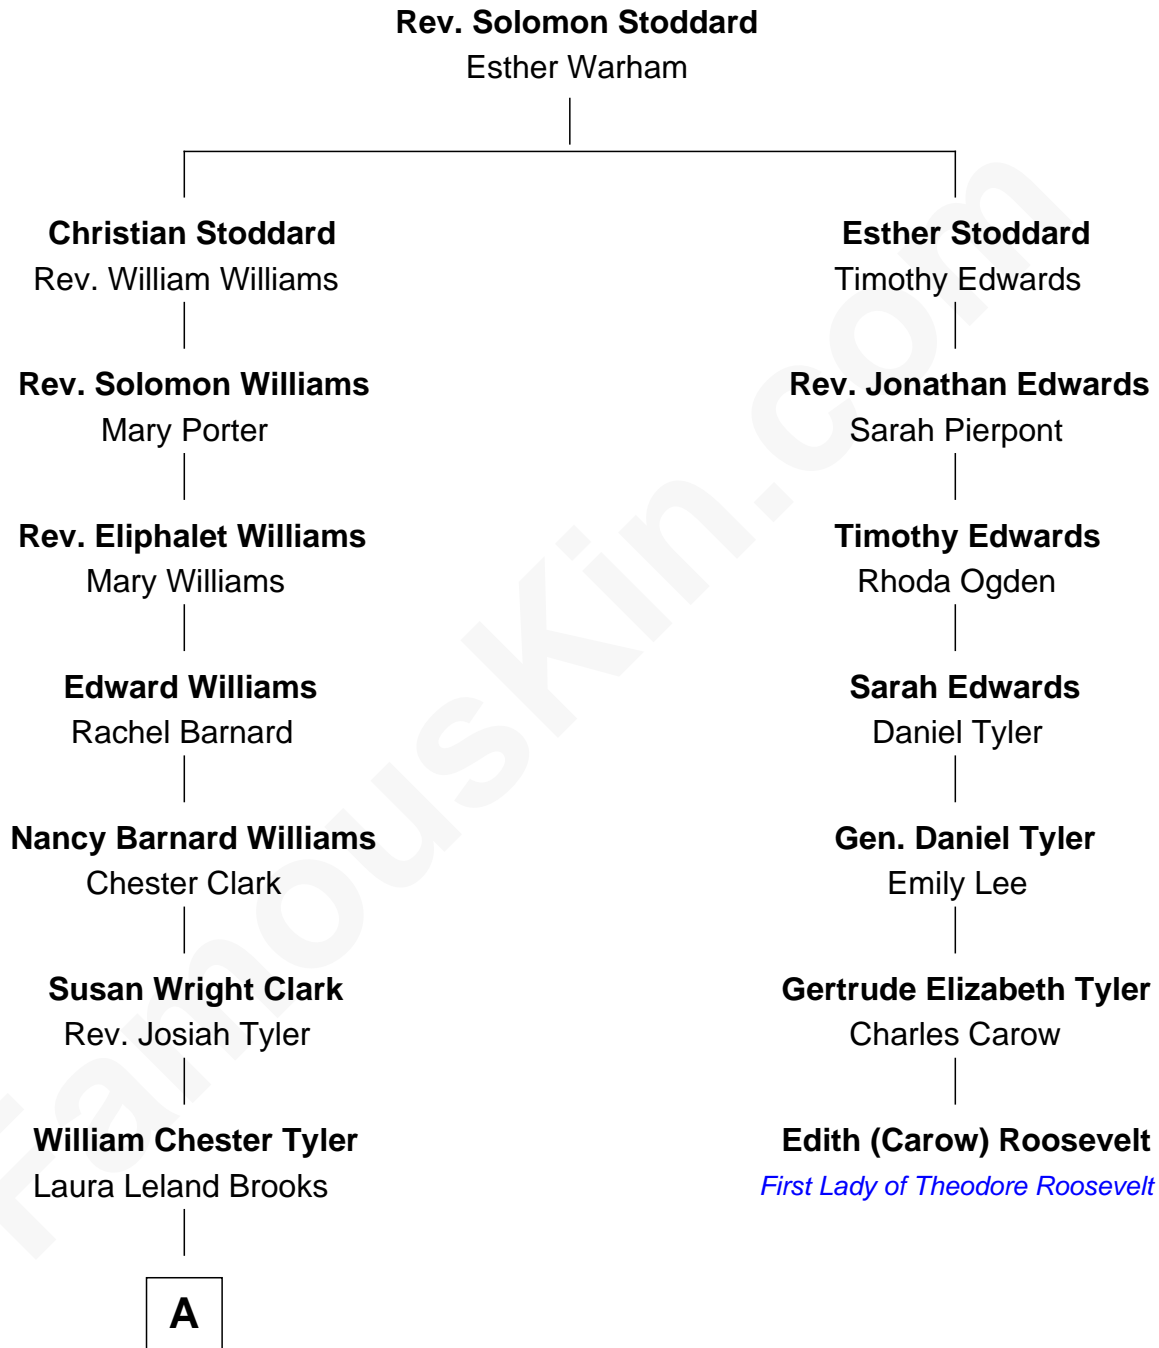 Rev. Solomon Stoddard
Esther Warham
Christian Stoddard
Rev. William Williams
Esther Stoddard
Timothy Edwards
Rev. Solomon Williams
Mary Porter
Rev. Jonathan Edwards
Sarah Pierpont
Rev. Eliphalet Williams
Mary Williams
Timothy Edwards
Rhoda Ogden
Edward Williams
Rachel Barnard
Sarah Edwards
Daniel Tyler
Nancy Barnard Williams
Chester Clark
Gen. Daniel Tyler
Emily Lee
Susan Wright Clark
Rev. Josiah Tyler
Gertrude Elizabeth Tyler
Charles Carow
William Chester Tyler
Laura Leland Brooks
Edith (Carow) Roosevelt
First Lady of Theodore Roosevelt
A
FamousKin.com